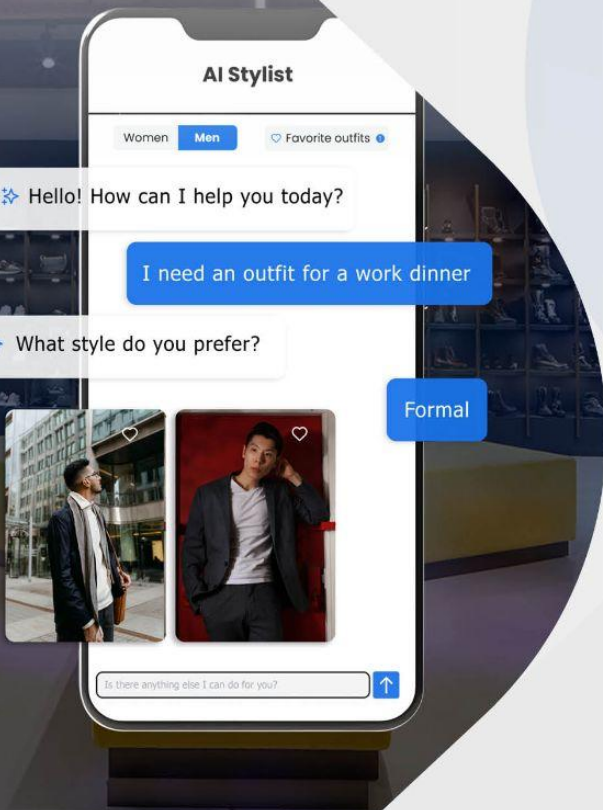 AI Stylist
Women
Men
Favorite outfits
Hello! How can I help you today?
I need an outfit for a work dinner
What style do you prefer?
Formal
Is there anything else I can do for you?